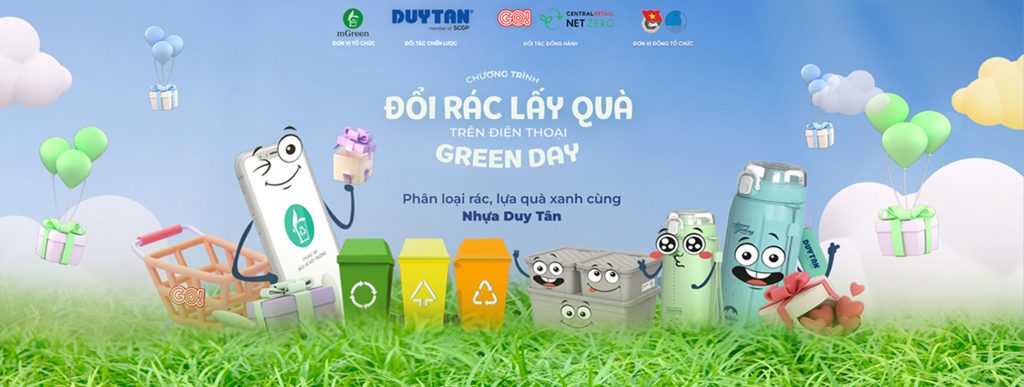 mGreen
ĐƠN VỊ TỔ CHỨC
DUYTAN®
member of SCGP
ĐỐI TÁC CHIẾN LƯỢC
GO!
CENTRAL RETAIL
NET ZERO
ĐỐI TÁC ĐỒNG HÀNH
ĐƠN VỊ ĐỒNG TỔ CHỨC
CHƯƠNG TRÌNH
ĐỔI RÁC LẤY QUÀ
TRÊN ĐIỆN THOẠI
GREEN DAY
Phân loại rác, lựa quà xanh cùng
Nhựa Duy Tân
GO!
DUYTAN